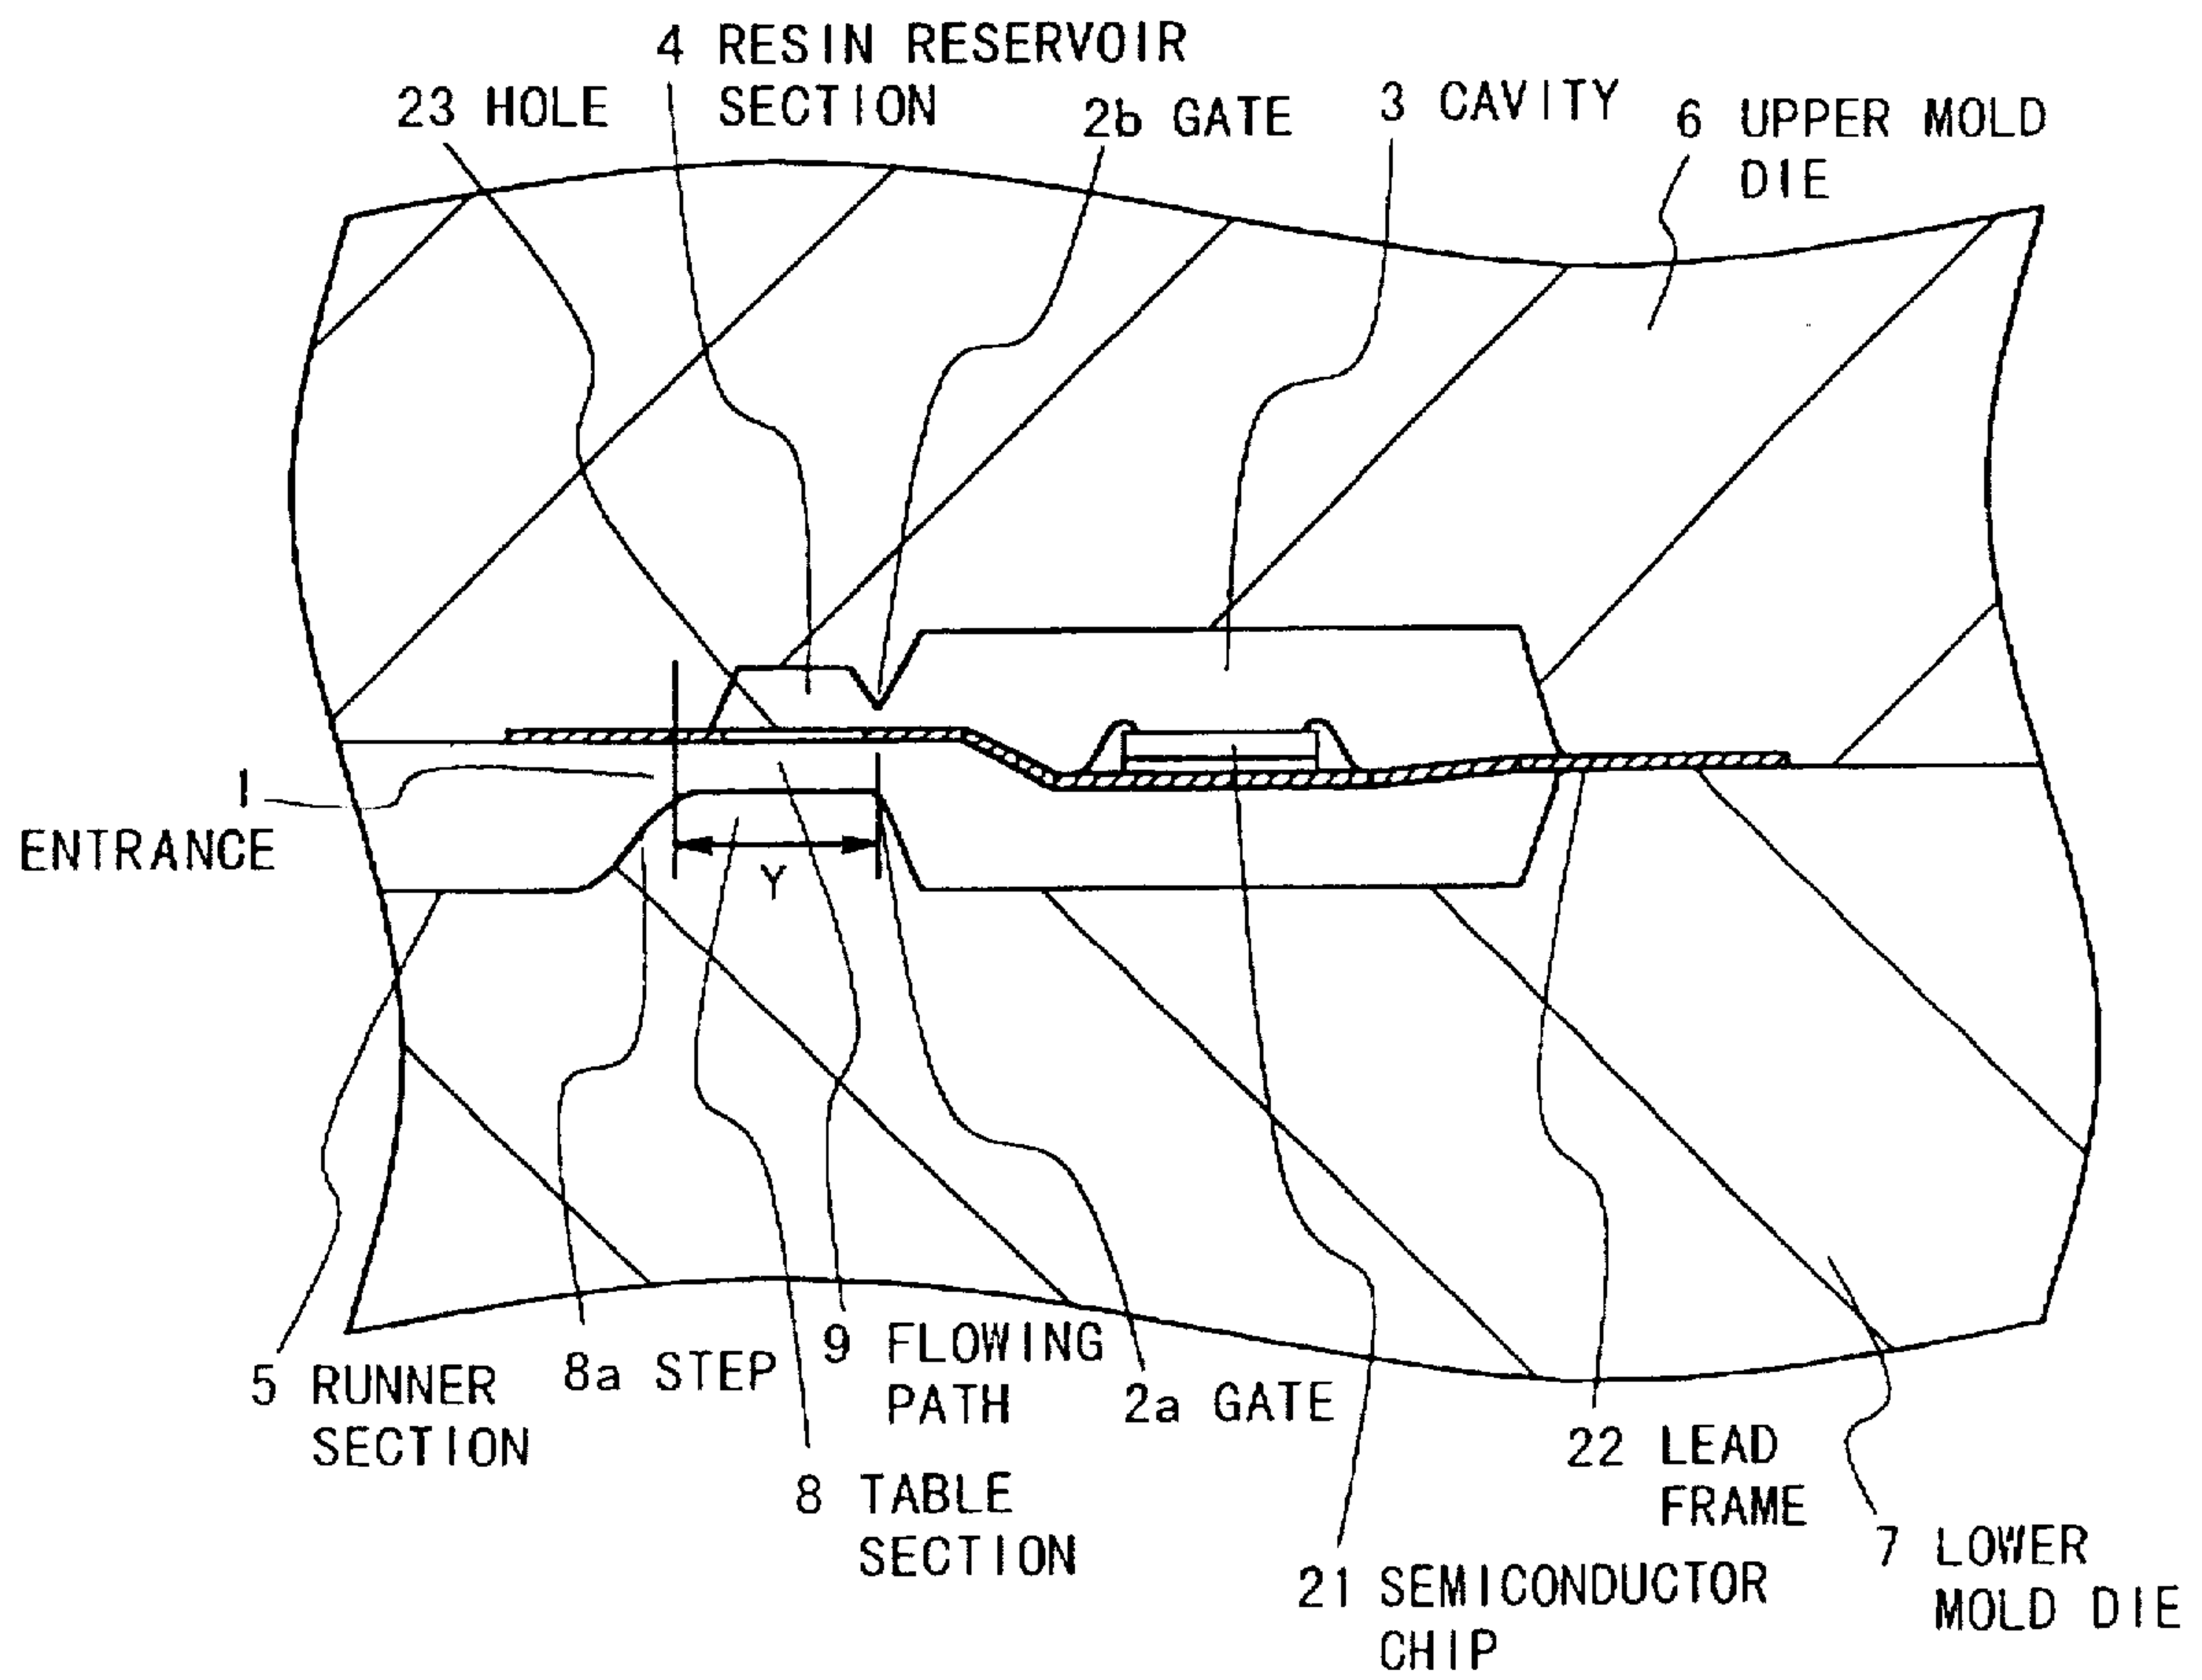 4 RESIN RESERVOIR
SECTION
23 HOLE
2b GATE
3 CAVITY
6 UPPER MOLD
DIE
1
ENTRANCE
Y
5 RUNNER
SECTION
8a STEP
9 FLOWING
PATH
2a GATE
8 TABLE
SECTION
22 LEAD
FRAME
21 SEMICONDUCTOR
CHIP
7 LOWER
MOLD DIE